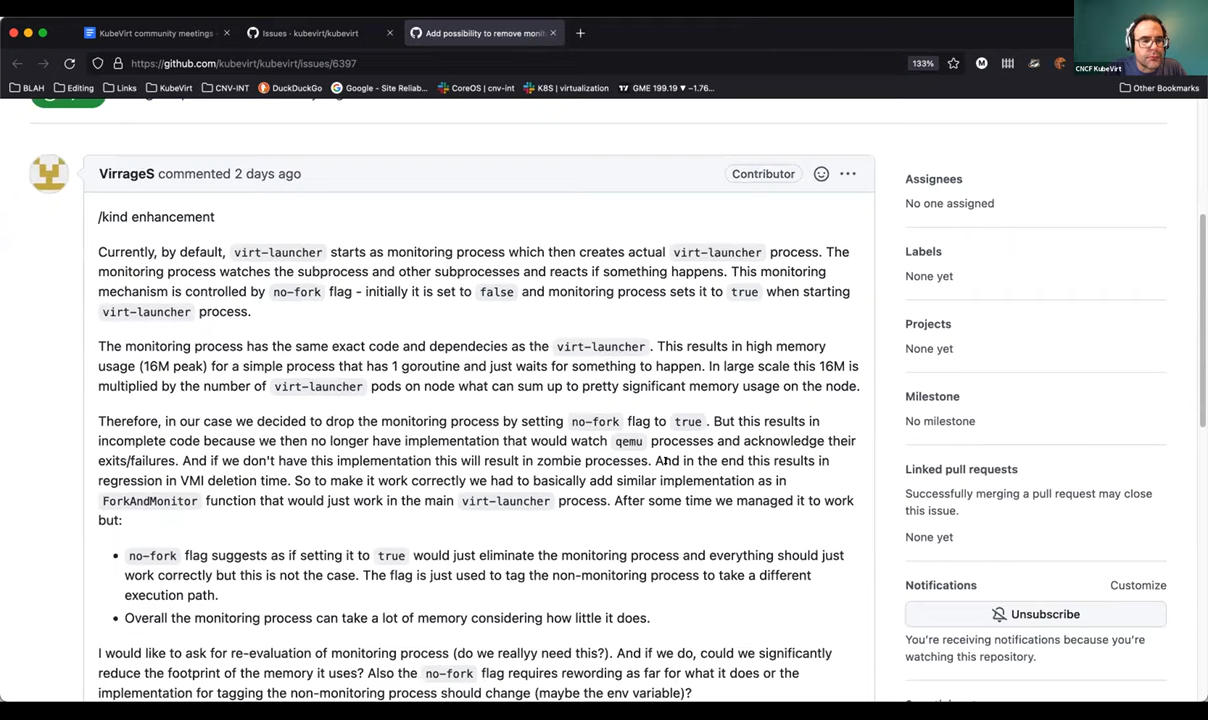 KubeVirt community meetings
Issues · kubevirt/kubevirt
Add possibility to remove monit
https://github.com/kubevirt/kubevirt/issues/6397
133%
CNCF KubeVirt
BLAH
Editing
Links
KubeVirt
CNV-INT
DuckDuckGo
Google - Site Reliab...
CoreOS | cnv-int
K8S | virtualization
GME 199.19 ▼ −1.76...
Other Bookmarks
VirrageS commented 2 days ago
Contributor
/kind enhancement
Currently, by default, virt-launcher starts as monitoring process which then creates actual virt-launcher process. The
monitoring process watches the subprocess and other subprocesses and reacts if something happens. This monitoring
mechanism is controlled by no-fork flag - initially it is set to false and monitoring process sets it to true when starting
virt-launcher process.
The monitoring process has the same exact code and dependecies as the virt-launcher. This results in high memory
usage (16M peak) for a simple process that has 1 goroutine and just waits for something to happen. In large scale this 16M is
multiplied by the number of virt-launcher pods on node what can sum up to pretty significant memory usage on the node.
Therefore, in our case we decided to drop the monitoring process by setting no-fork flag to true. But this results in
incomplete code because we then no longer have implementation that would watch qemu processes and acknowledge their
exits/failures. And if we don't have this implementation this will result in zombie processes. And in the end this results in
regression in VMI deletion time. So to make it work correctly we had to basically add similar implementation as in
ForkAndMonitor function that would just work in the main virt-launcher process. After some time we managed it to work
but:
• no-fork flag suggests as if setting it to true would just eliminate the monitoring process and everything should just
work correctly but this is not the case. The flag is just used to tag the non-monitoring process to take a different
execution path.
• Overall the monitoring process can take a lot of memory considering how little it does.
I would like to ask for re-evaluation of monitoring process (do we reallyy need this?). And if we do, could we significantly
reduce the footprint of the memory it uses? Also the no-fork flag requires rewording as far for what it does or the
implementation for tagging the non-monitoring process should change (maybe the env variable)?
Assignees
No one assigned
Labels
None yet
Projects
None yet
Milestone
No milestone
Linked pull requests
Successfully merging a pull request may close
this issue.
None yet
Notifications
Customize
Unsubscribe
You're receiving notifications because you're
watching this repository.